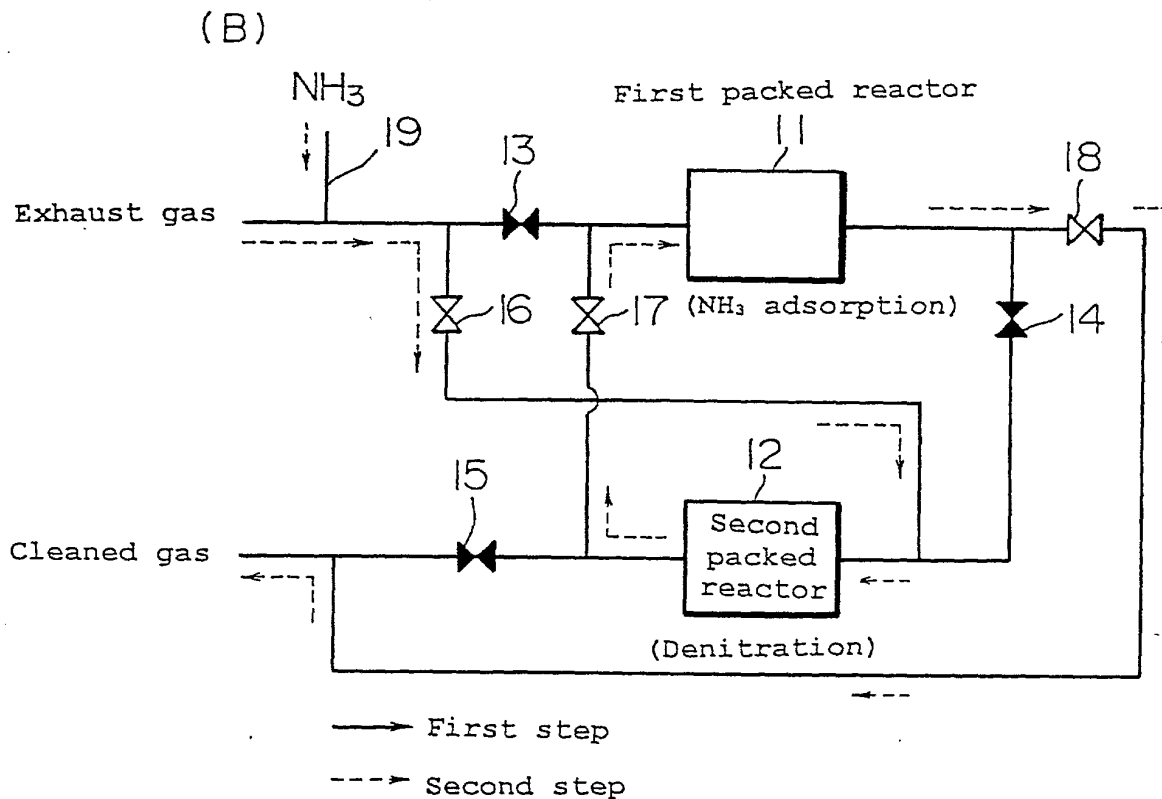 (B)
NH₃
First packed reactor
19
13
11
18
Exhaust gas
16
17
(NH₃ adsorption)
14
15
12
Cleaned gas
Second
packed
reactor
(Denitration)
First step
Second step